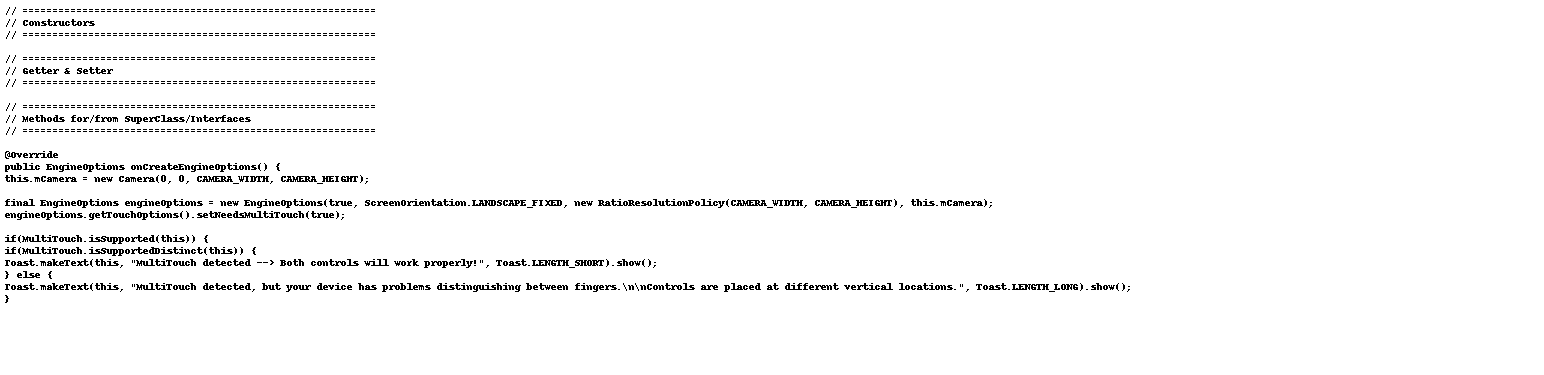 // ===========================================================
// Constructors
// ===========================================================

// ===========================================================
// Getter & Setter
// ===========================================================

// ===========================================================
// Methods for/from SuperClass/Interfaces
// ===========================================================

@Override
public EngineOptions onCreateEngineOptions() {
this.mCamera = new Camera(0, 0, CAMERA_WIDTH, CAMERA_HEIGHT);

final EngineOptions engineOptions = new EngineOptions(true, ScreenOrientation.LANDSCAPE_FIXED, new RatioResolutionPolicy(CAMERA_WIDTH, CAMERA_HEIGHT), this.mCamera);
engineOptions.getTouchOptions().setNeedsMultiTouch(true);

if(MultiTouch.isSupported(this)) {
if(MultiTouch.isSupportedDistinct(this)) {
Toast.makeText(this, "MultiTouch detected --> Both controls will work properly!", Toast.LENGTH_SHORT).show();
} else {
Toast.makeText(this, "MultiTouch detected, but your device has problems distinguishing between fingers.\n\nControls are placed at different vertical locations.", Toast.LENGTH_LONG).show();
}